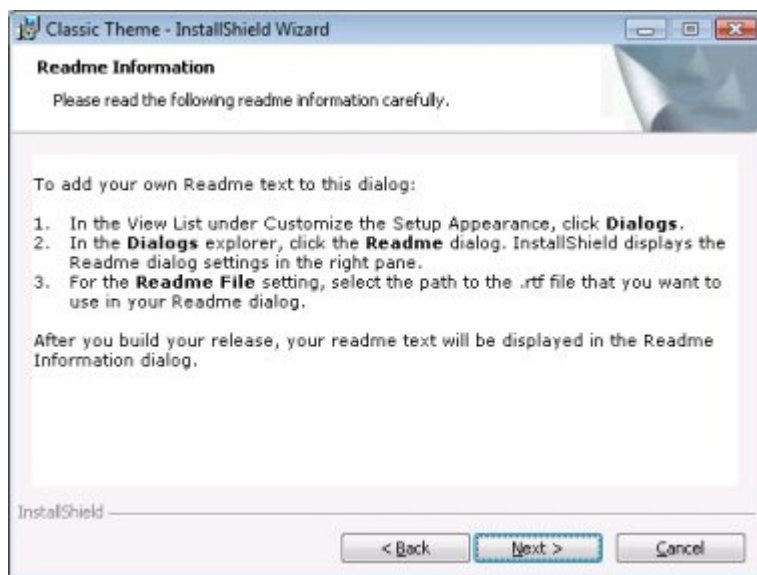 Classic Theme - InstallShield Wizard
Readme Information
Please read the following readme information carefully.
To add your own Readme text to this dialog:
1. In the View List under Customize the Setup Appearance, click Dialogs.
2. In the Dialogs explorer, click the Readme dialog. InstallShield displays the
Readme dialog settings in the right pane.
3. For the Readme File setting, select the path to the .rtf file that you want to
use in your Readme dialog.
After you build your release, your readme text will be displayed in the Readme
Information dialog.
InstallShield
< Back Next > Cancel